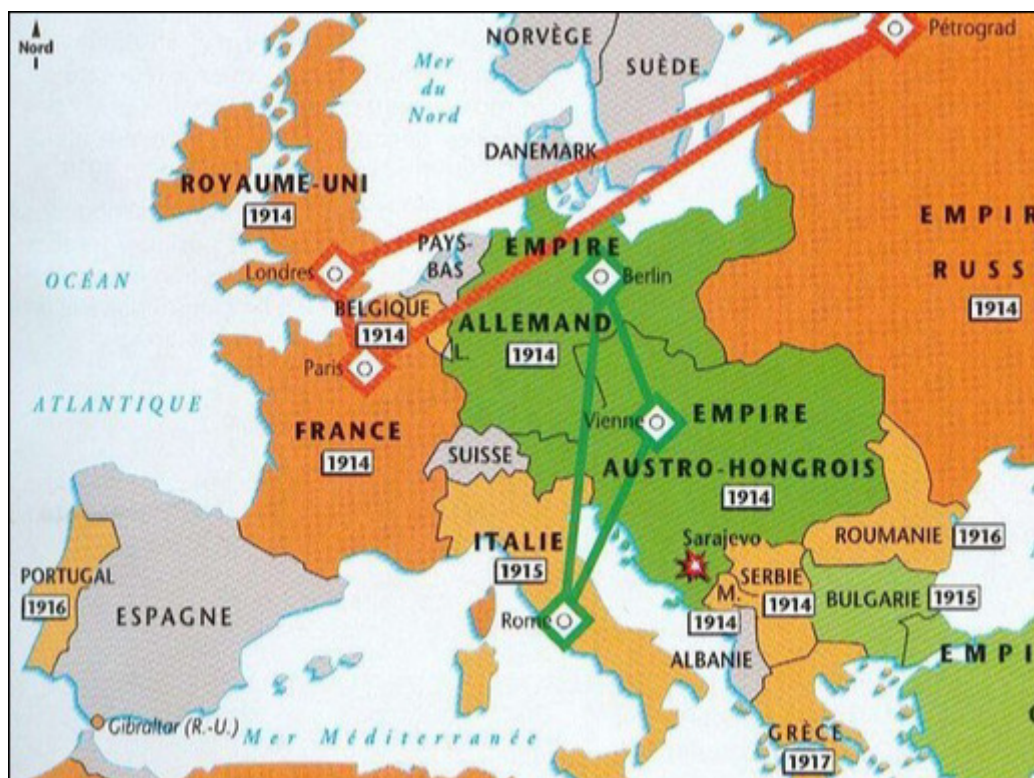 Nord
NORVÈGE
SUÈDE
Pétrograd
Mer
du
Nord
DANEMARK
ROYAUME-UNI
1914
EMPIR
RUSS
1914
PAYS-
BAS
EMPIRE
Londres
Berlin
OCÉAN
BELGIQUE
1914
ALLEMAND
1914
L.
Paris
ATLANTIQUE
FRANCE
1914
Vienne
EMPIRE
SUISSE
AUSTRO-HONGROIS
1914
ITALIE
1915
Sarajevo
ROUMANIE
1916
PORTUGAL
1916
ESPAGNE
Rome
M.
1914
SERBIE
1914
BULGARIE
1915
ALBANIE
EMPI
Gibraltar (R.-U.)
Mer Méditerranée
GRÈCE
1917